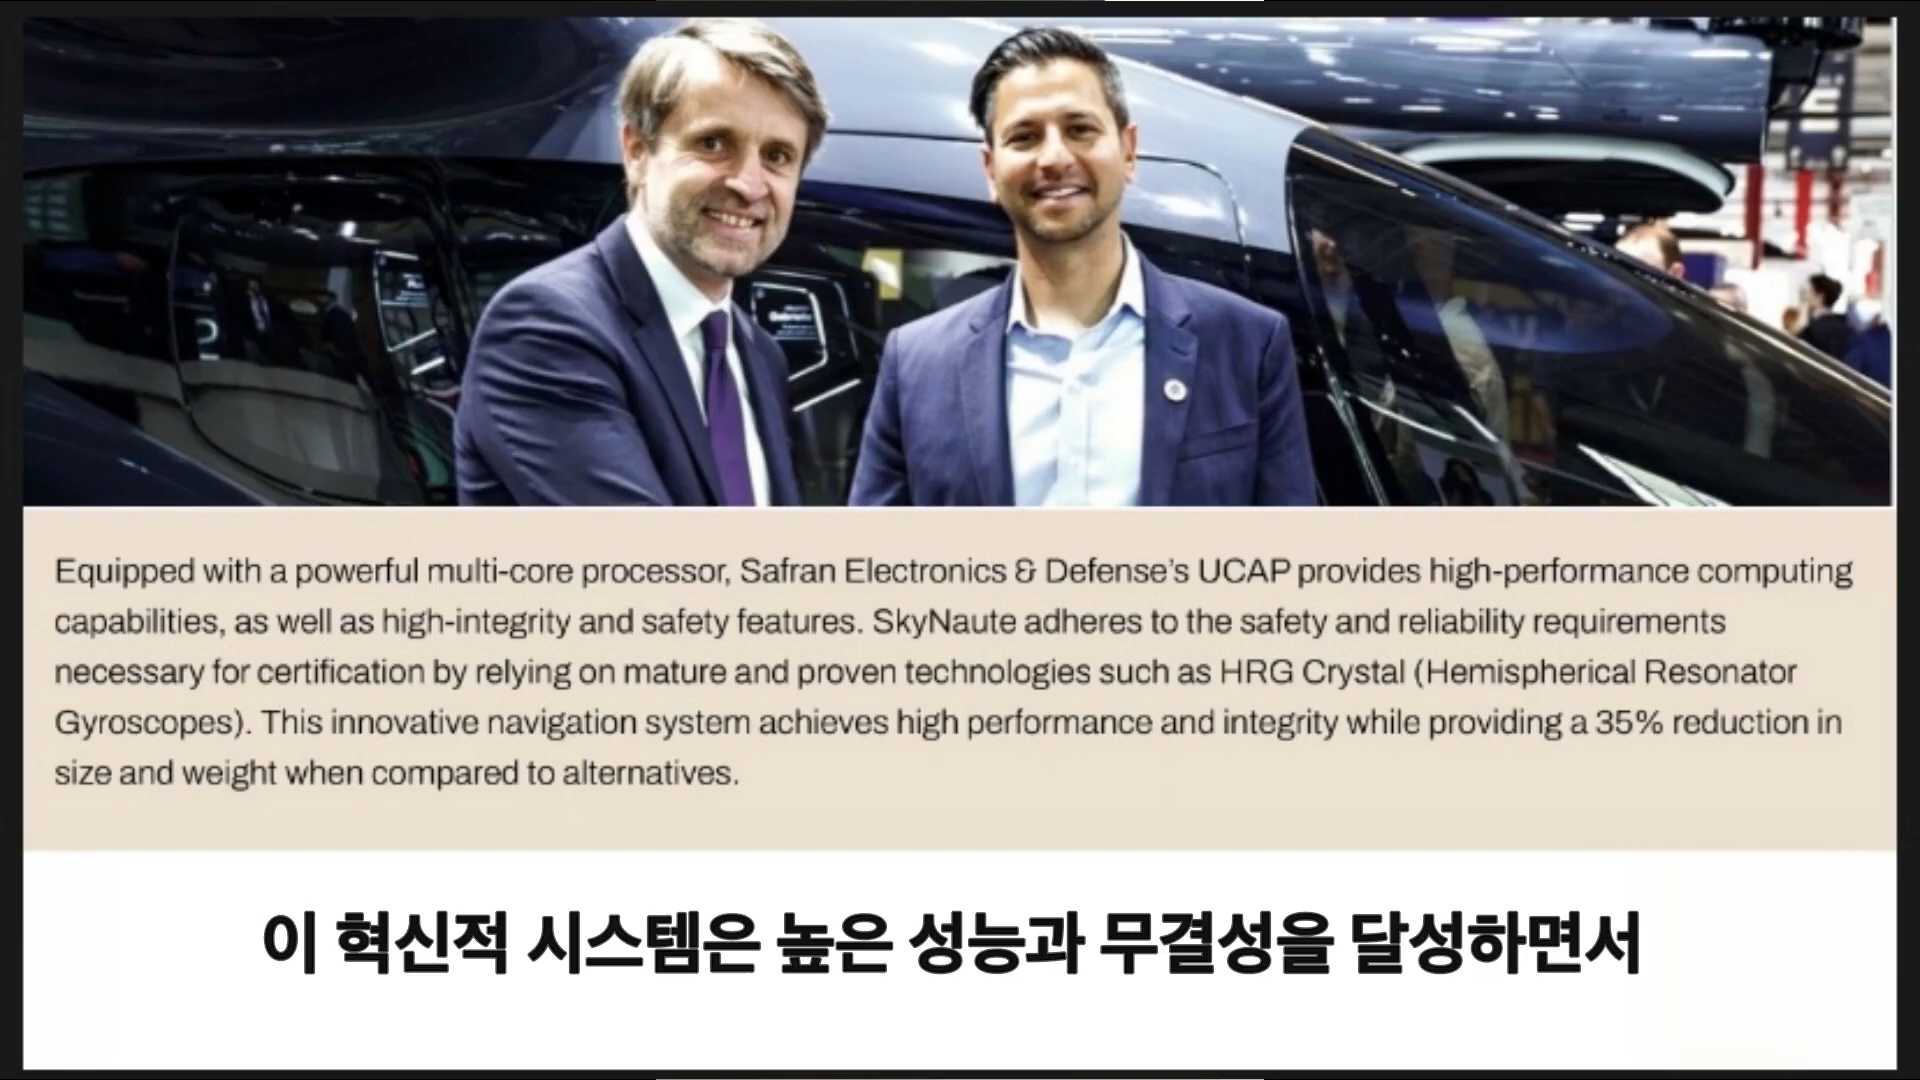 Equipped with a powerful multi-core processor, Safran Electronics & Defense's UCAP provides high-performance computing
capabilities, as well as high-integrity and safety features. SkyNaute adheres to the safety and reliability requirements
necessary for certification by relying on mature and proven technologies such as HRG Crystal (Hemispherical Resonator
Gyroscopes). This innovative navigation system achieves high performance and integrity while providing a 35% reduction in
size and weight when compared to alternatives.
이 혁신적 시스템은 높은 성능과 무결성을 달성하면서